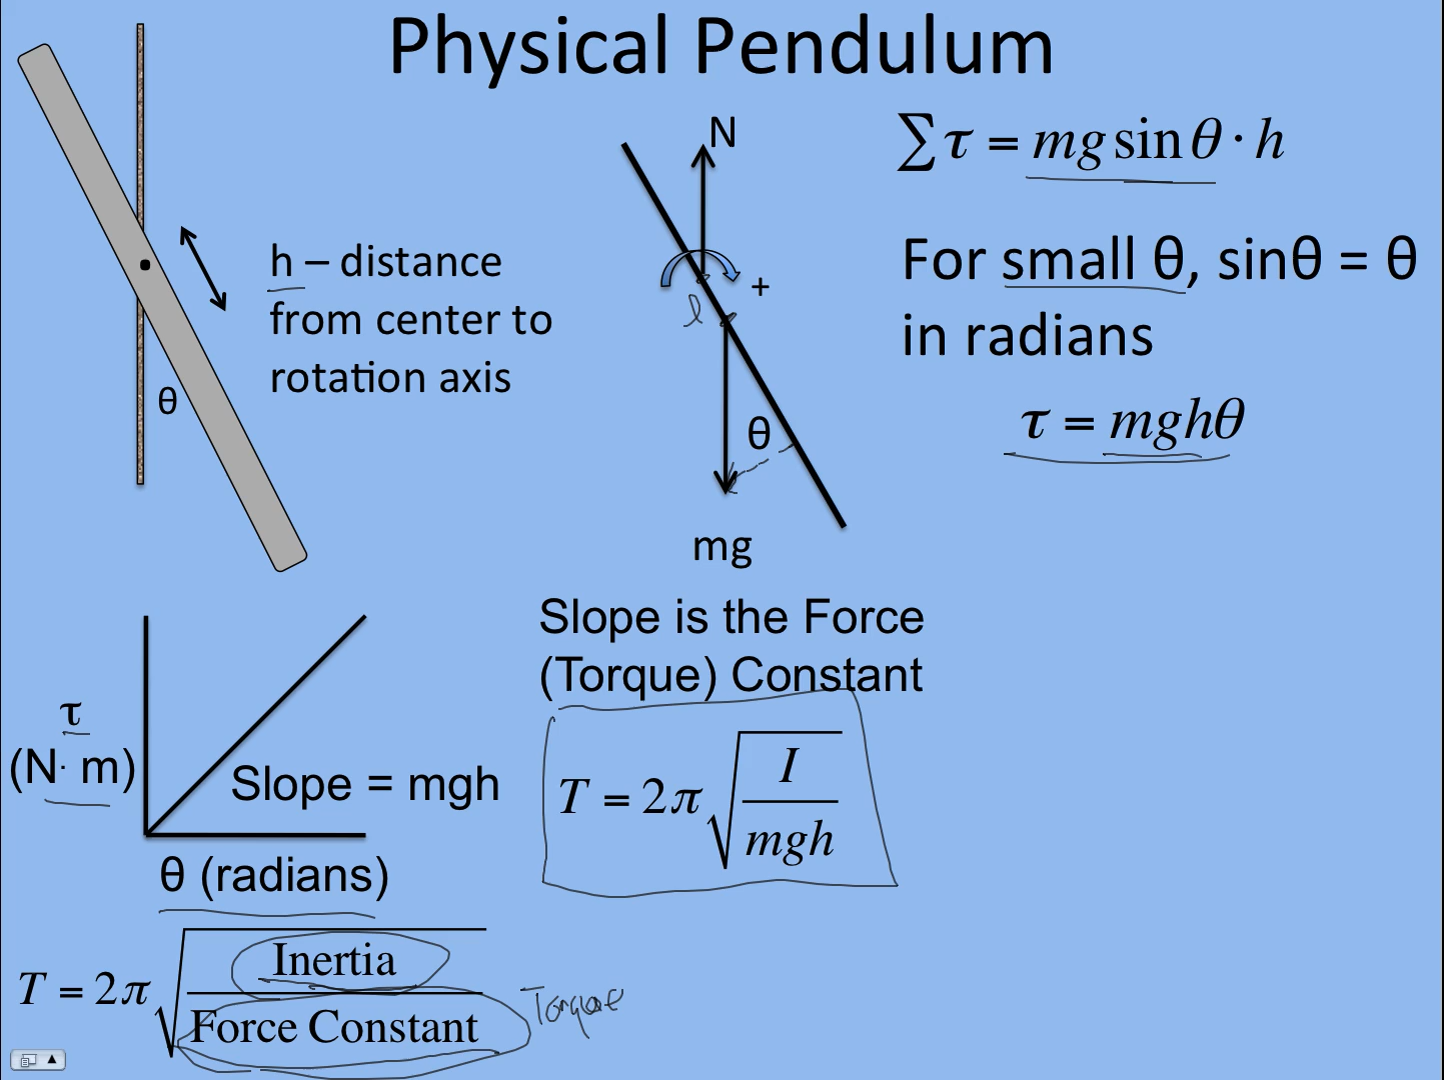 Physical Pendulum
∑τ = mg sin θ · h
For small θ, sinθ = θ
in radians
τ = mghθ
h – distance
from center to
rotation axis
θ
N
+
l
θ
mg
Slope is the Force
(Torque) Constant
T = 2π√(I/mgh)
τ
(N· m)
Slope = mgh
θ (radians)
T = 2π√(Inertia/Force Constant)
Torque